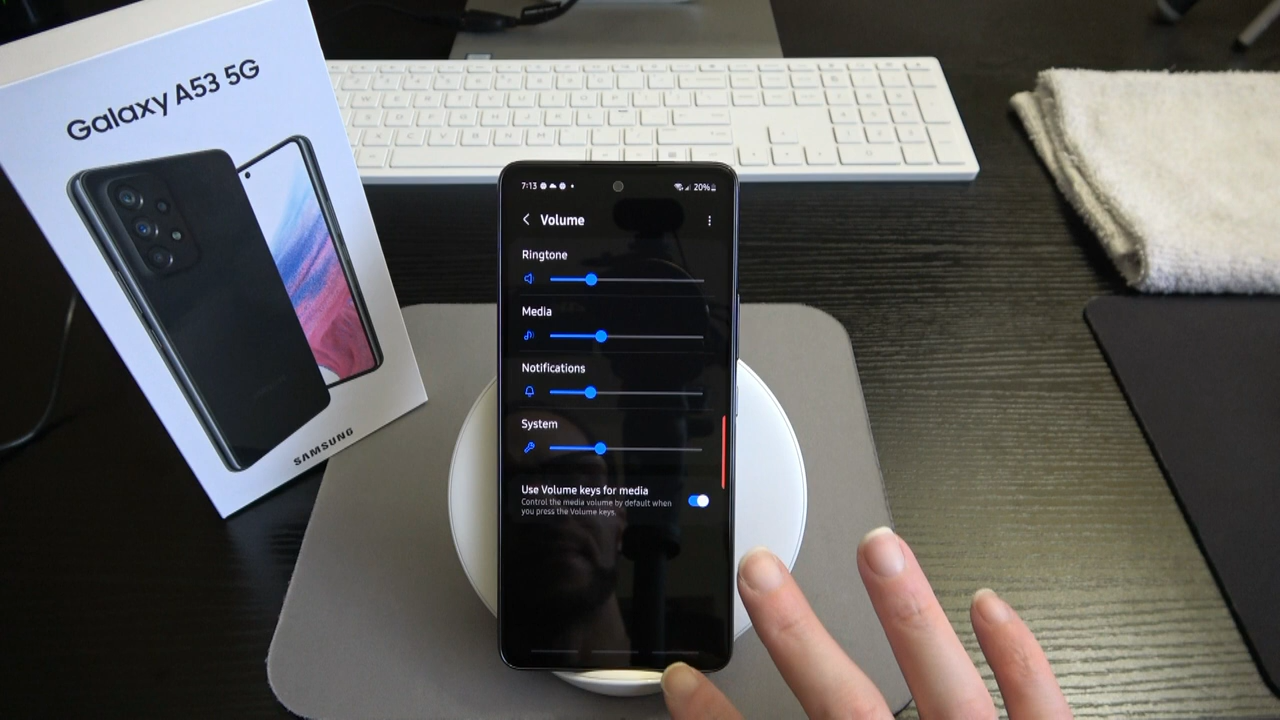 Galaxy A53 5G
SAMSUNG
7:13
20%
Volume
Ringtone
Media
Notifications
System
Use Volume keys for media
Control the media volume by default when
you press the Volume keys.